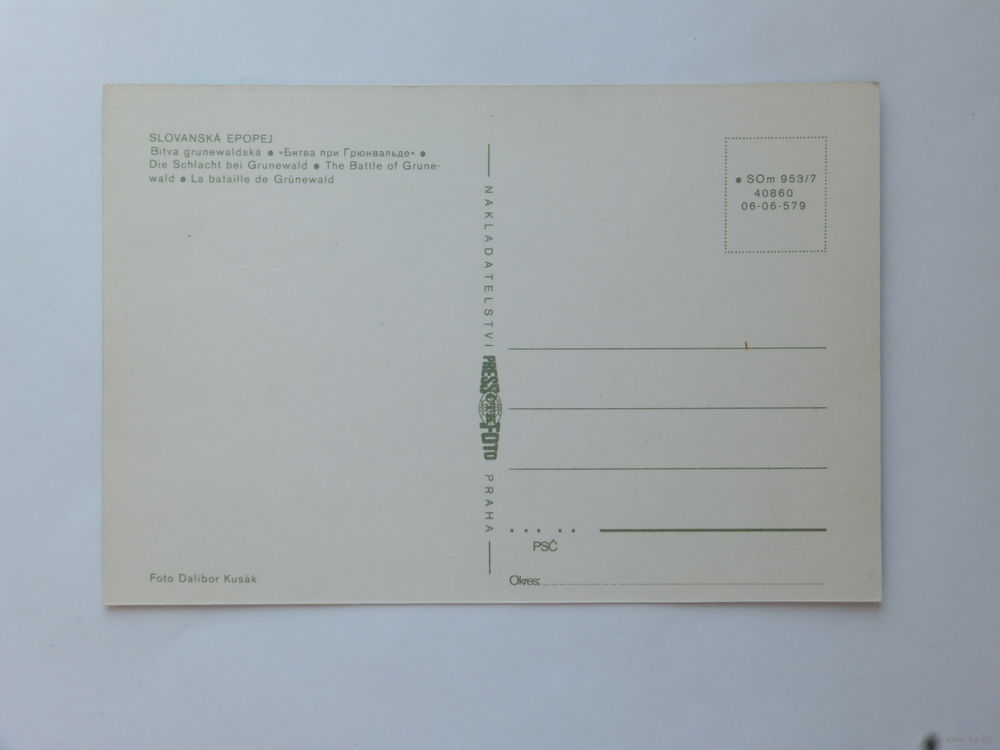 SLOVANSKÁ EPOPEJ
Bitva grunewaldská ● »Битва при Грюнвальде« ●
Die Schlacht bei Grunewald ● The Battle of Grune-
wald ● La bataille de Grünewald
Foto Dalibor Kusák
NAKLADATELSTVÍ
PRESSFOTO
PRAHA
● SOm 953/7
40860
06-06-579
PSČ
Okres: